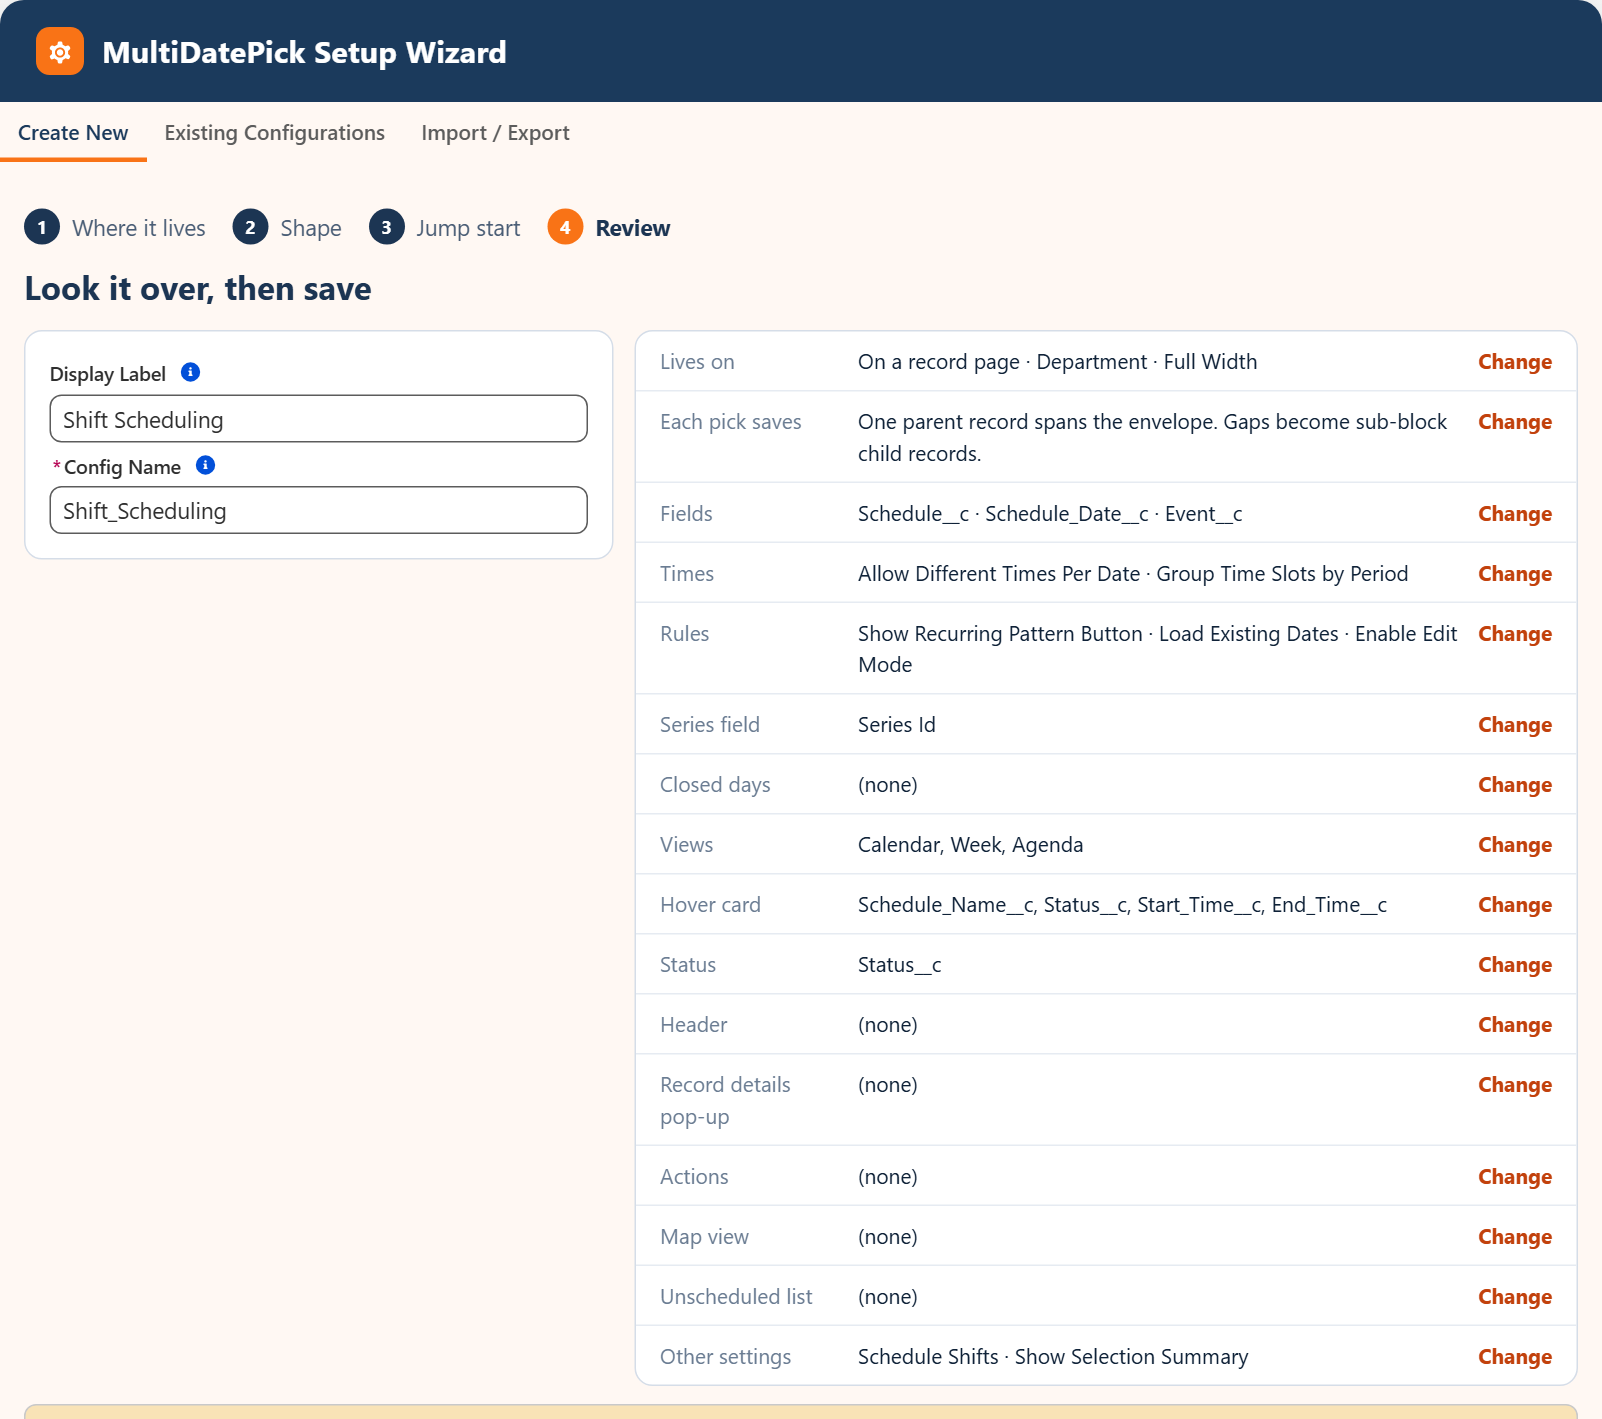 MultiDatePick Setup Wizard
Create New
Existing Configurations
Import / Export
1 Where it lives
2 Shape
3 Jump start
4 Review
Look it over, then save
Display Label
Shift Scheduling
*Config Name
Shift_Scheduling
Lives on
On a record page · Department · Full Width
Change
Each pick saves
One parent record spans the envelope. Gaps become sub-block
child records.
Change
Fields
Schedule__c · Schedule_Date__c · Event__c
Change
Times
Allow Different Times Per Date · Group Time Slots by Period
Change
Rules
Show Recurring Pattern Button · Load Existing Dates · Enable Edit
Mode
Change
Series field
Series Id
Change
Closed days
(none)
Change
Views
Calendar, Week, Agenda
Change
Hover card
Schedule_Name__c, Status__c, Start_Time__c, End_Time__c
Change
Status
Status__c
Change
Header
(none)
Change
Record details
pop-up
(none)
Change
Actions
(none)
Change
Map view
(none)
Change
Unscheduled list
(none)
Change
Other settings
Schedule Shifts · Show Selection Summary
Change